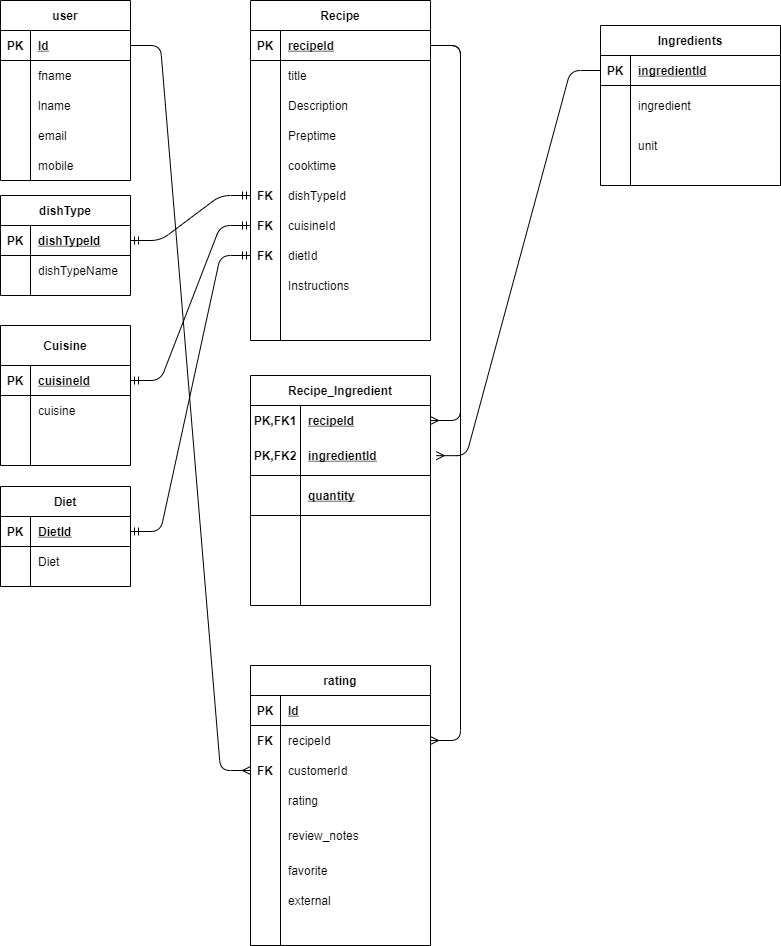 user
PK Id
fname
lname
email
mobile
dishType
PK dishTypeId
dishTypeName
Cuisine
PK cuisineId
cuisine
Diet
PK DietId
Diet
Recipe
PK recipeId
title
Description
Preptime
cooktime
FK dishTypeId
FK cuisineId
FK dietId
Instructions
Recipe_Ingredient
PK,FK1 recipeId
PK,FK2 ingredientId
quantity
rating
PK Id
FK recipeId
FK customerId
rating
review_notes
favorite
external
Ingredients
PK ingredientId
ingredient
unit